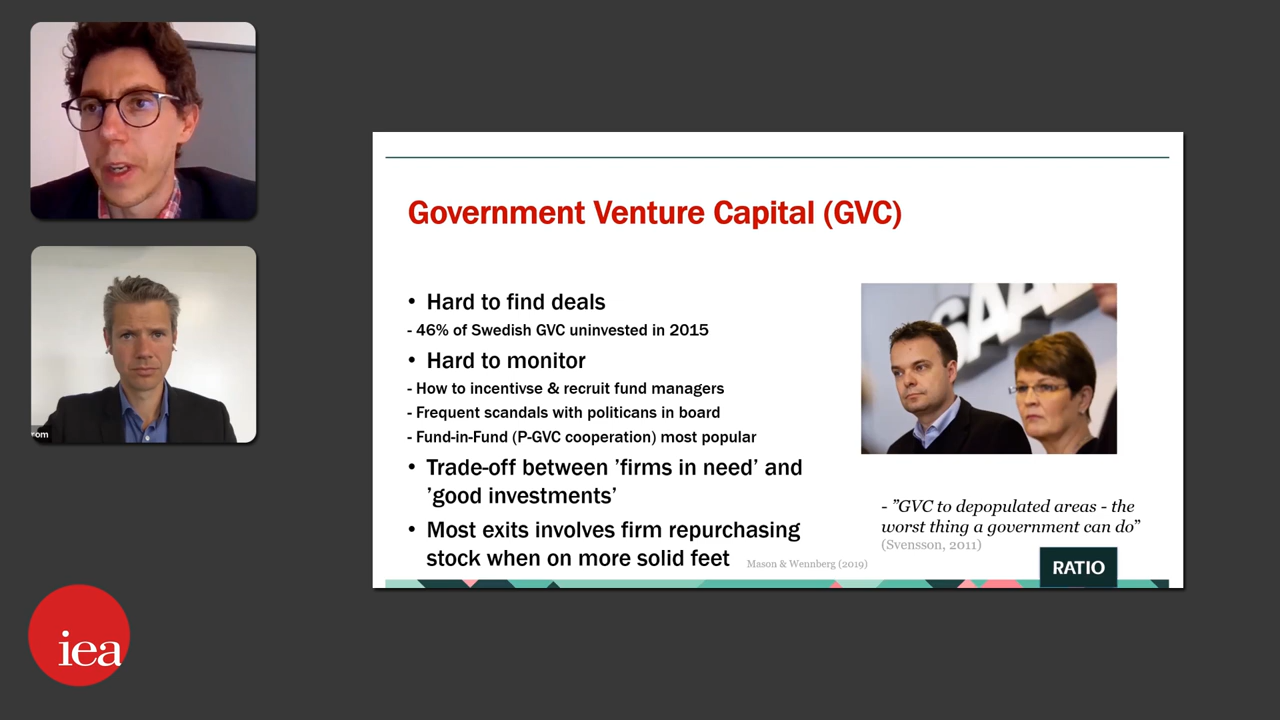 rom
iea
Government Venture Capital (GVC)
• Hard to find deals
- 46% of Swedish GVC uninvested in 2015
• Hard to monitor
- How to incentivse & recruit fund managers
- Frequent scandals with politicans in board
- Fund-in-Fund (P-GVC cooperation) most popular
• Trade-off between ’firms in need’ and
’good investments’
• Most exits involves firm repurchasing
stock when on more solid feet
Mason & Wennberg (2019)
SAA
- ”GVC to depopulated areas - the
worst thing a government can do”
(Svensson, 2011)
RATIO